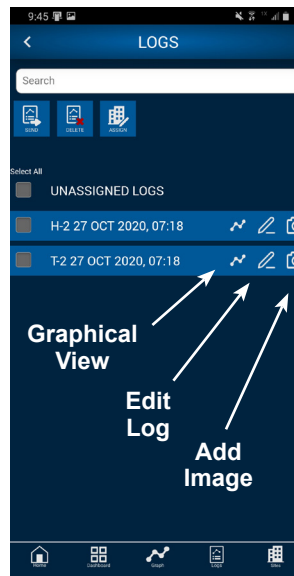 9:45
LOGS
Search
SEND DELETE ASSIGN
Select All
UNASSIGNED LOGS
H-2 27 OCT 2020, 07:18
T-2 27 OCT 2020, 07:18
Graphical
View
Edit
Log
Add
Image
Home Dashboard Graph Logs Sites